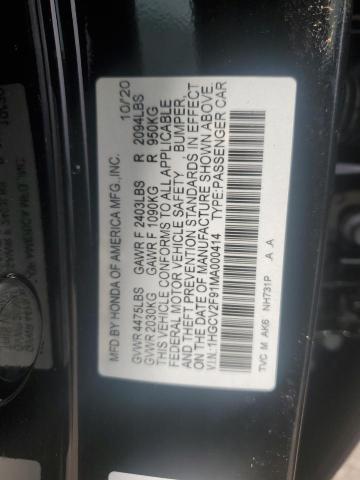 MFD BY HONDA OF AMERICA MFG., INC. 10/20
GVWR 4475LBS GAWR F 2403LBS R 2094LBS
GVWR 2030KG GAWR F 1090KG R 950KG
THIS VEHICLE CONFORMS TO ALL APPLICABLE
FEDERAL MOTOR VEHICLE SAFETY BUMPER,
AND THEFT PREVENTION STANDARDS IN EFFECT
ON THE DATE OF MANUFACTURE SHOWN ABOVE.
V.I.N.: 1HGCV2F91MA000414 TYPE:PASSENGER CAR
TVC M AK6 NH731P A A